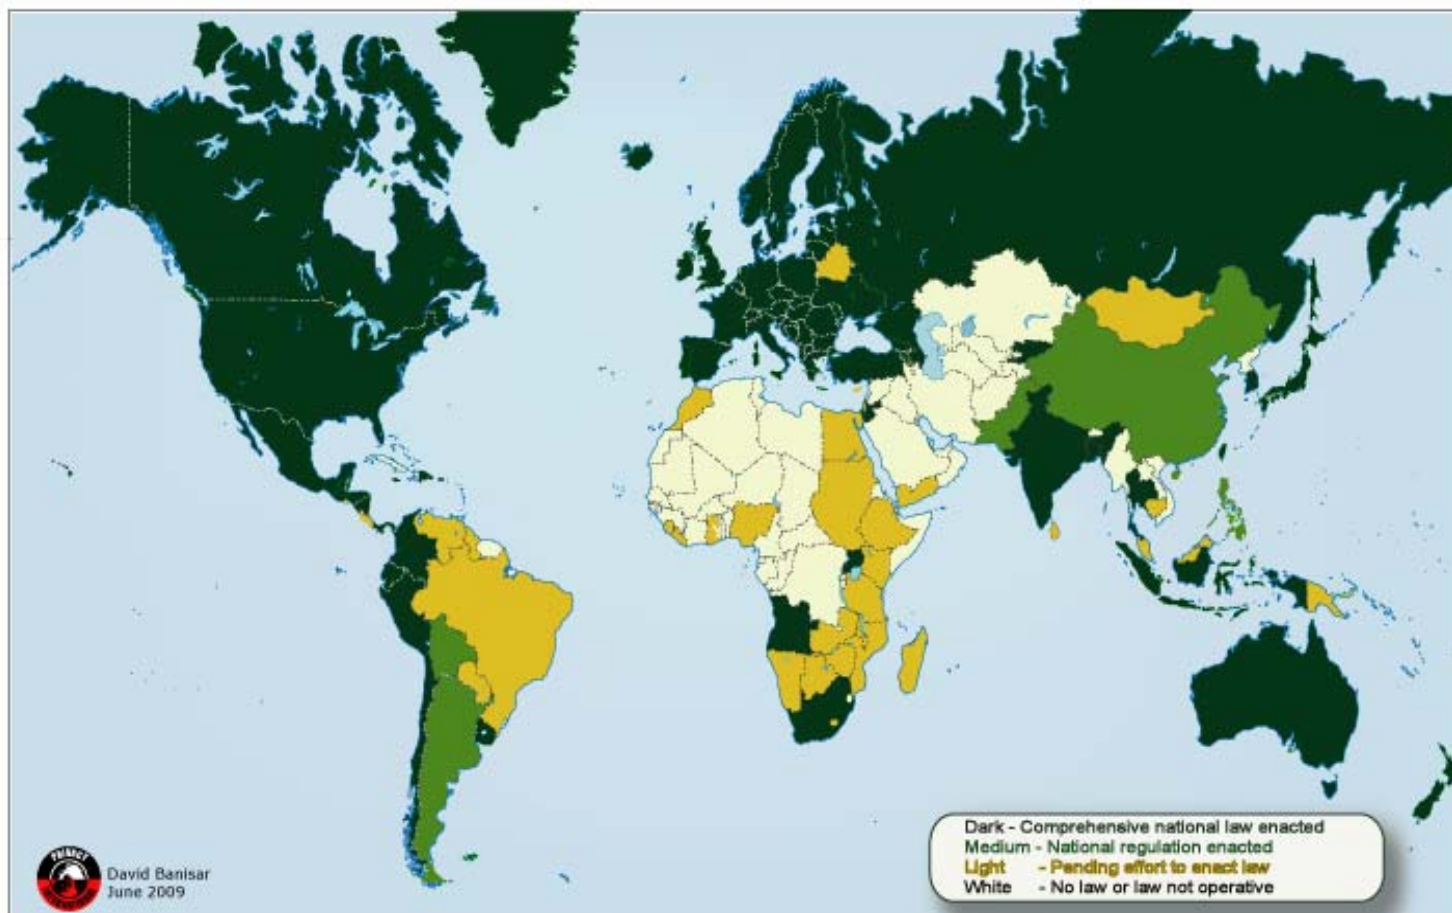 Dark - Comprehensive national law enacted
Medium - National regulation enacted
Light - Pending effort to enact law
White - No law or law not operative
PRIVACY
David Banisar
June 2009